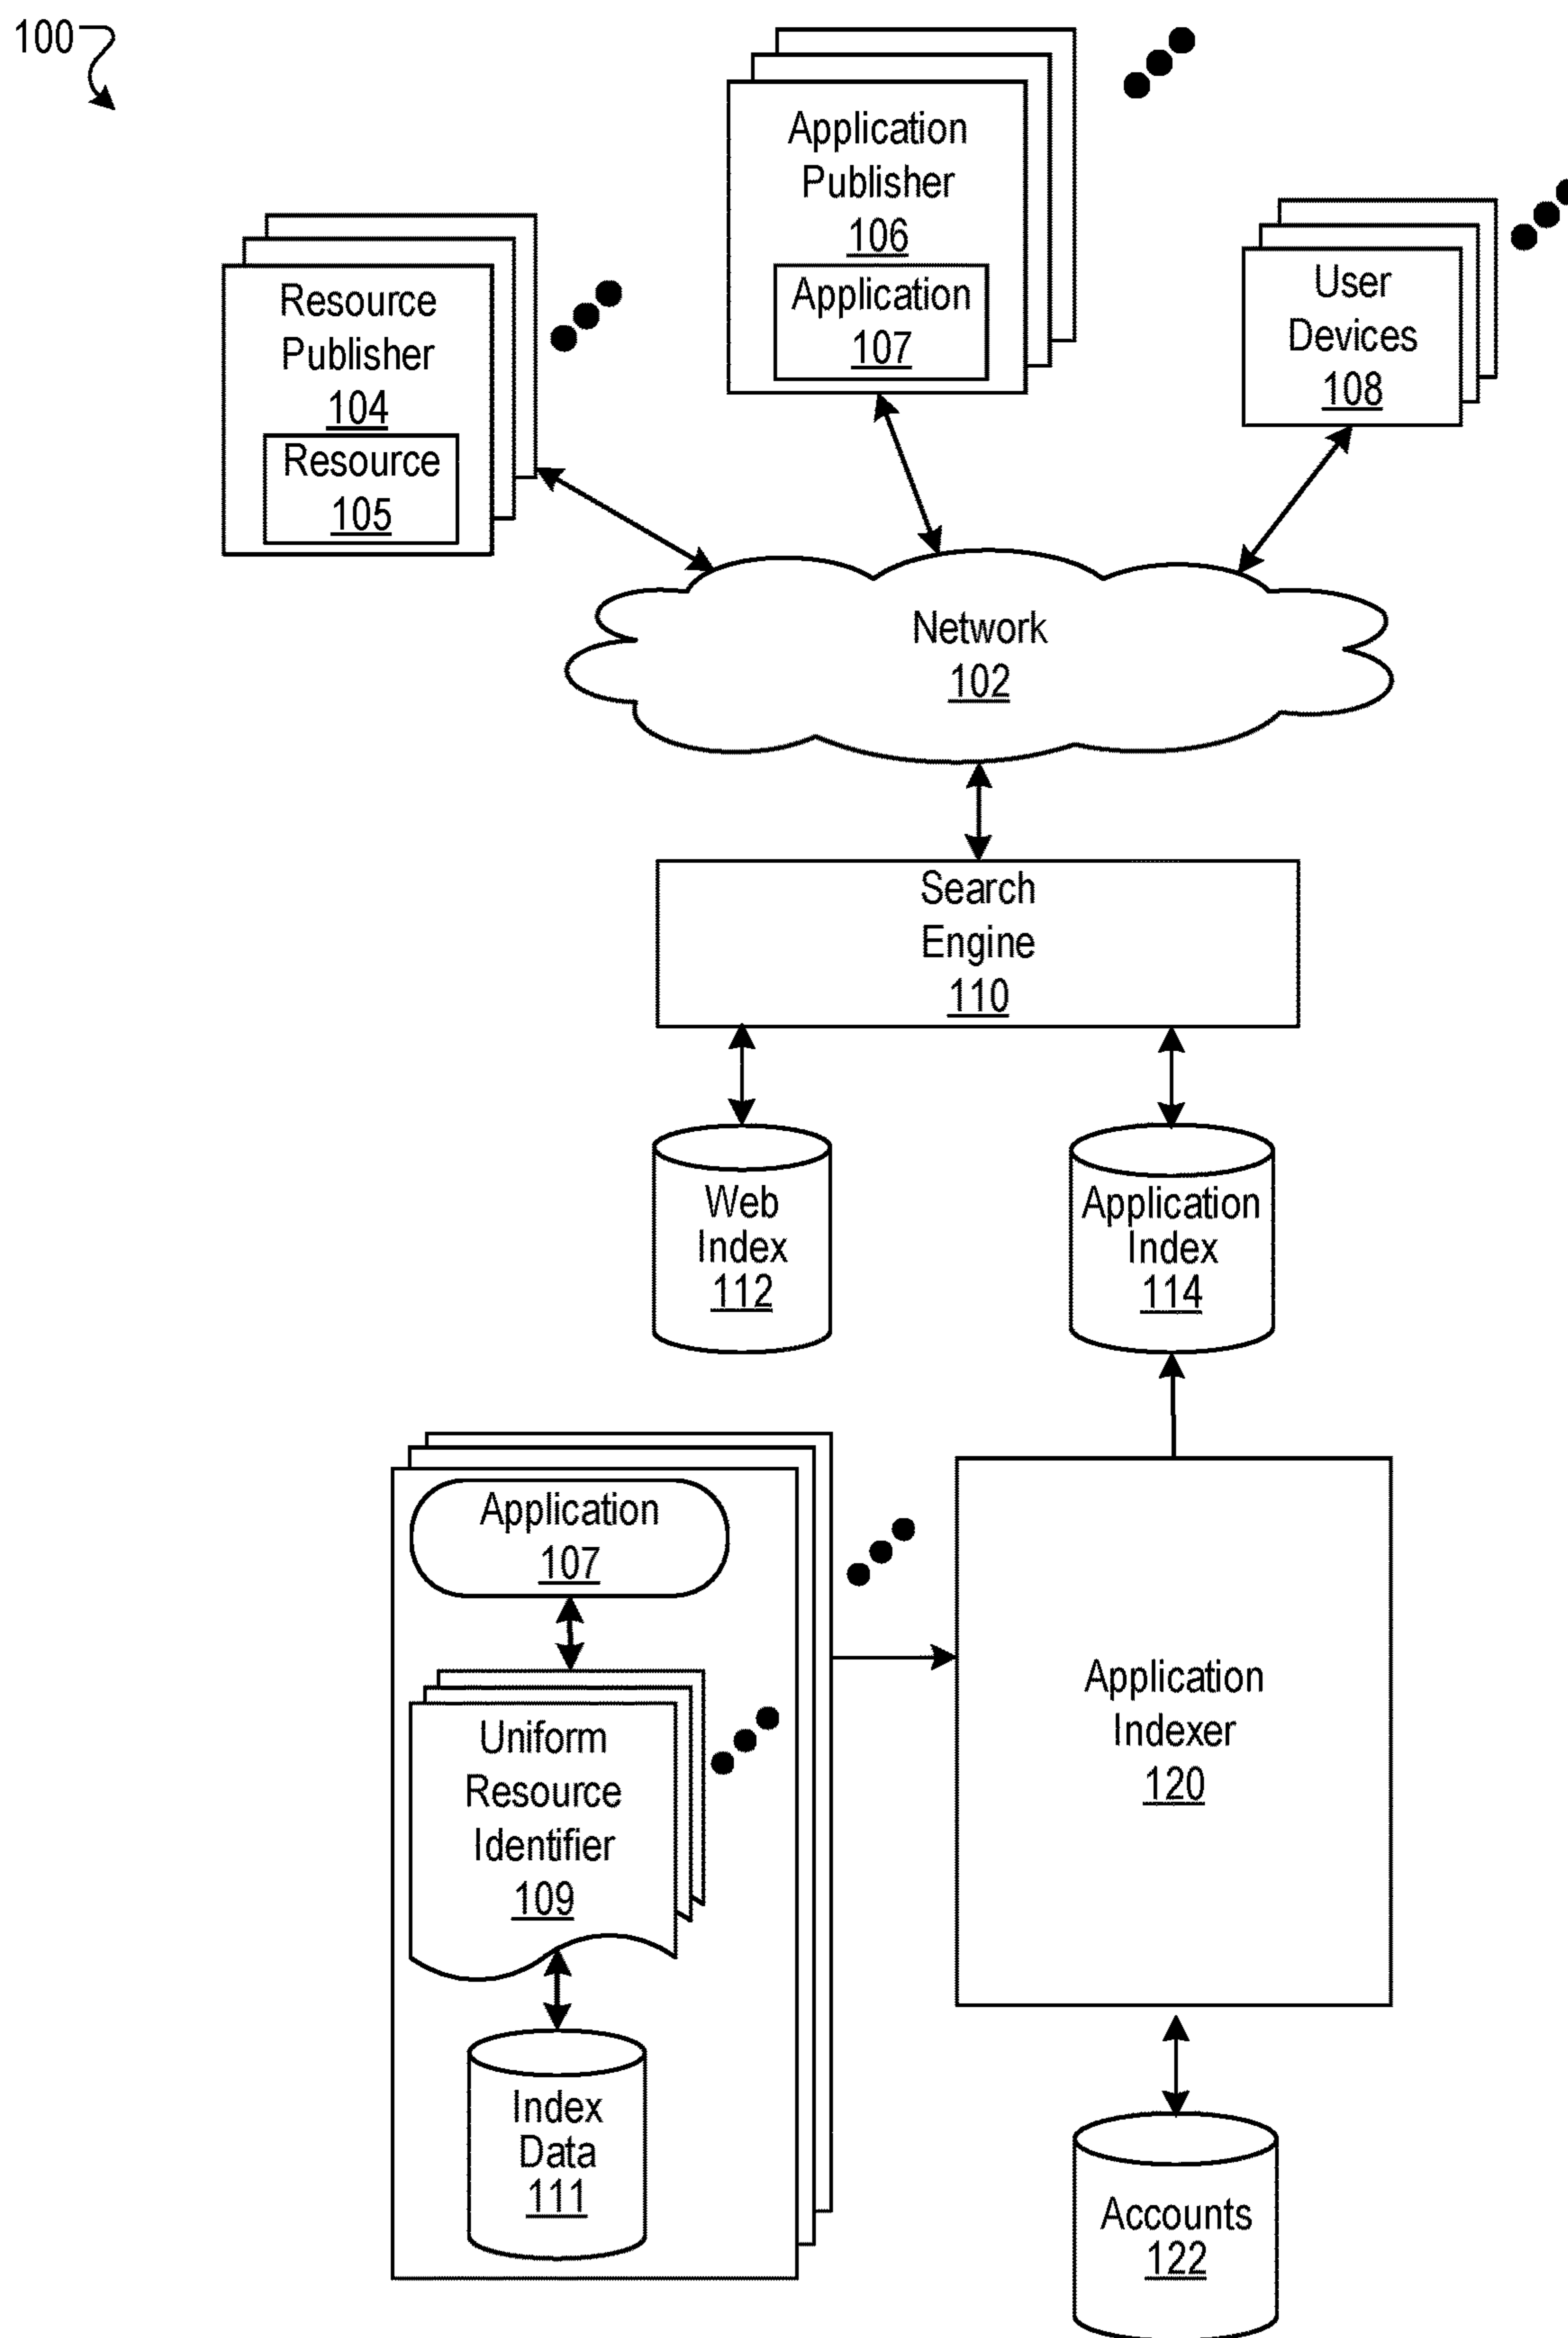 100
Application
Publisher
106
Application
107
Resource
Publisher
104
Resource
105
User
Devices
108
Network
102
Search
Engine
110
Web
Index
112
Application
Index
114
Application
107
Uniform
Resource
Identifier
109
Index
Data
111
Application
Indexer
120
Accounts
122